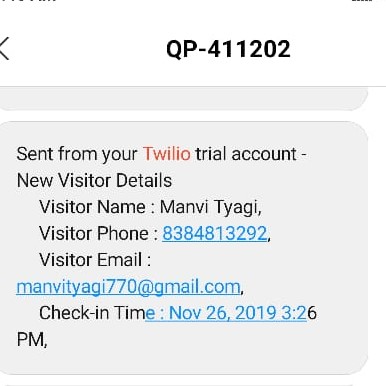 QP-411202
Sent from your Twilio trial account -
New Visitor Details
Visitor Name : Manvi Tyagi,
Visitor Phone : 8384813292,
Visitor Email :
manvityagi770@gmail.com,
Check-in Time : Nov 26, 2019 3:26
PM,